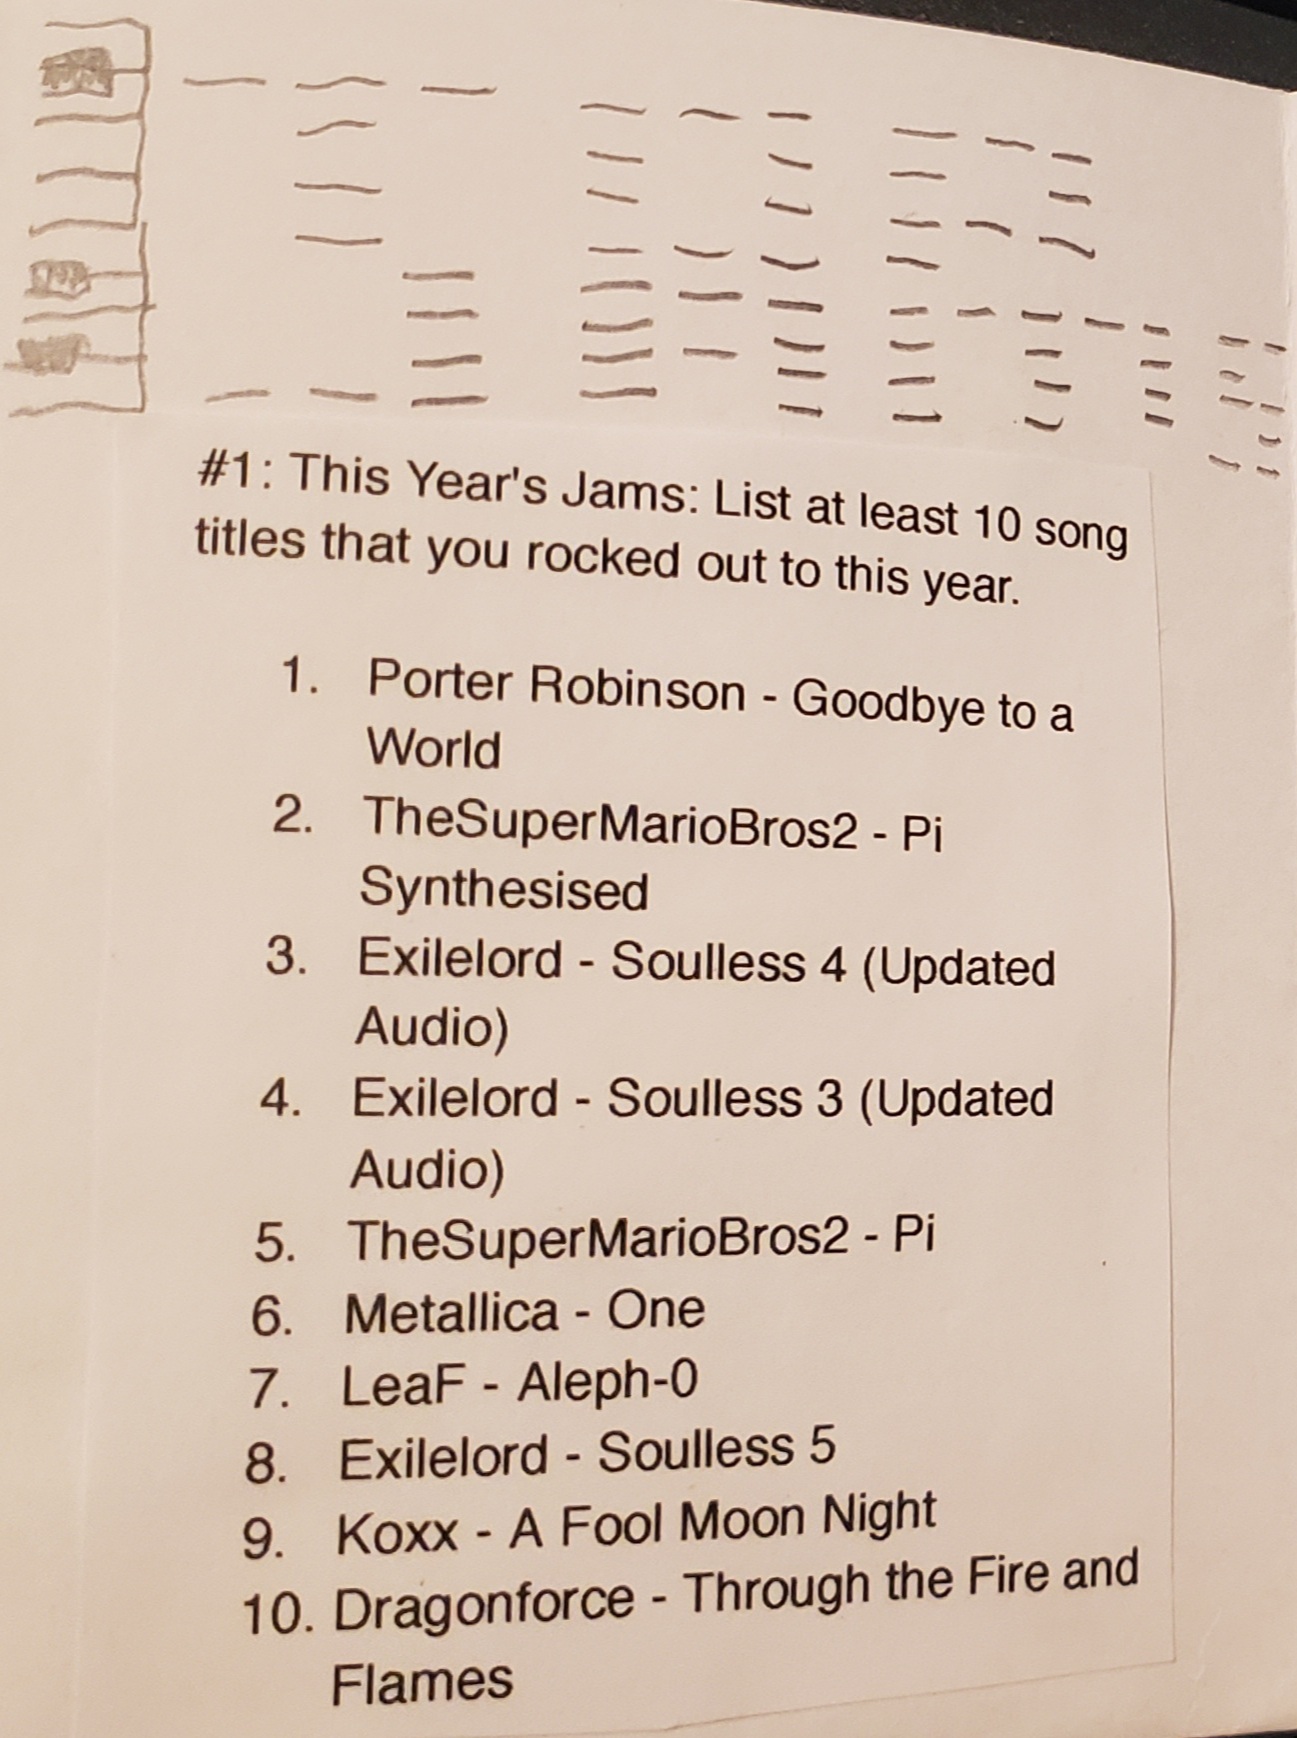 #1: This Year's Jams: List at least 10 song
titles that you rocked out to this year.
1. Porter Robinson - Goodbye to a
World
2. TheSuperMarioBros2 - Pi
Synthesised
3. Exilelord - Soulless 4 (Updated
Audio)
4. Exilelord - Soulless 3 (Updated
Audio)
5. TheSuperMarioBros2 - Pi
6. Metallica - One
7. LeaF - Aleph-0
8. Exilelord - Soulless 5
9. Koxx - A Fool Moon Night
10. Dragonforce - Through the Fire and
Flames